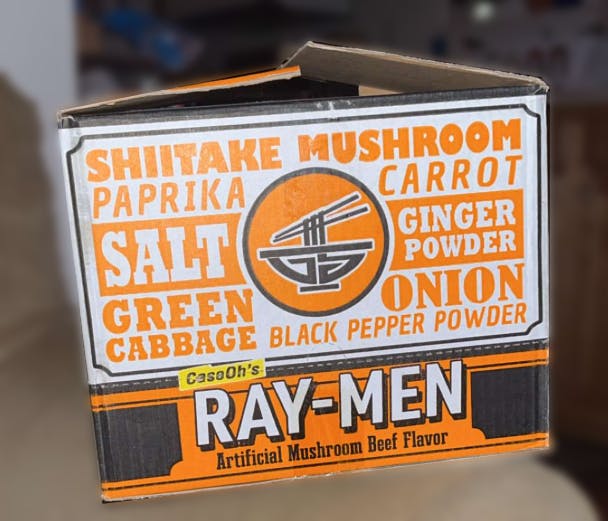 SHIITAKE MUSHROOM
PAPRIKA
CARROT
SALT
GINGER
POWDER
GREEN
CABBAGE
ONION
BLACK PEPPER POWDER
CaseOh's
RAY-MEN
Artificial Mushroom Beef Flavor